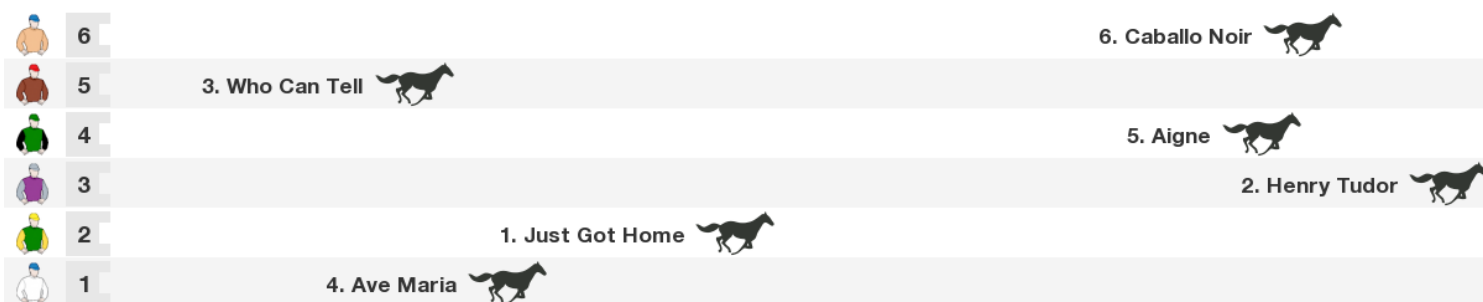 6 6. Caballo Noir
5 3. Who Can Tell
4 5. Aigne
3 2. Henry Tudor
2 1. Just Got Home
1 4. Ave Maria